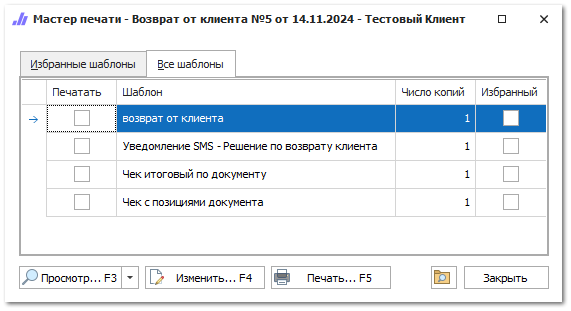 Мастер печати - Возврат от клиента №5 от 14.11.2024 - Тестовый Клиент
Избранные шаблоны Все шаблоны
Печатать Шаблон Число копий Избранный
возврат от клиента 1
Уведомление SMS - Решение по возврату клиента 1
Чек итоговый по документу 1
Чек с позициями документа 1
Просмотр... F3 Изменить... F4 Печать... F5 Закрыть